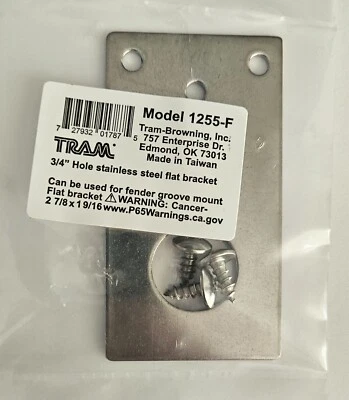 Model 1255-F
7 27932 01787 5
Tram-Browning, Inc.
757 Enterprise Dr.
Edmond, OK 73013
Made in Taiwan
TRAM
3/4" Hole stainless steel flat bracket
Can be used for fender groove mount
Flat bracket ⚠WARNING: Cancer-
2 7/8 x 1 9/16 www.P65Warnings.ca.gov